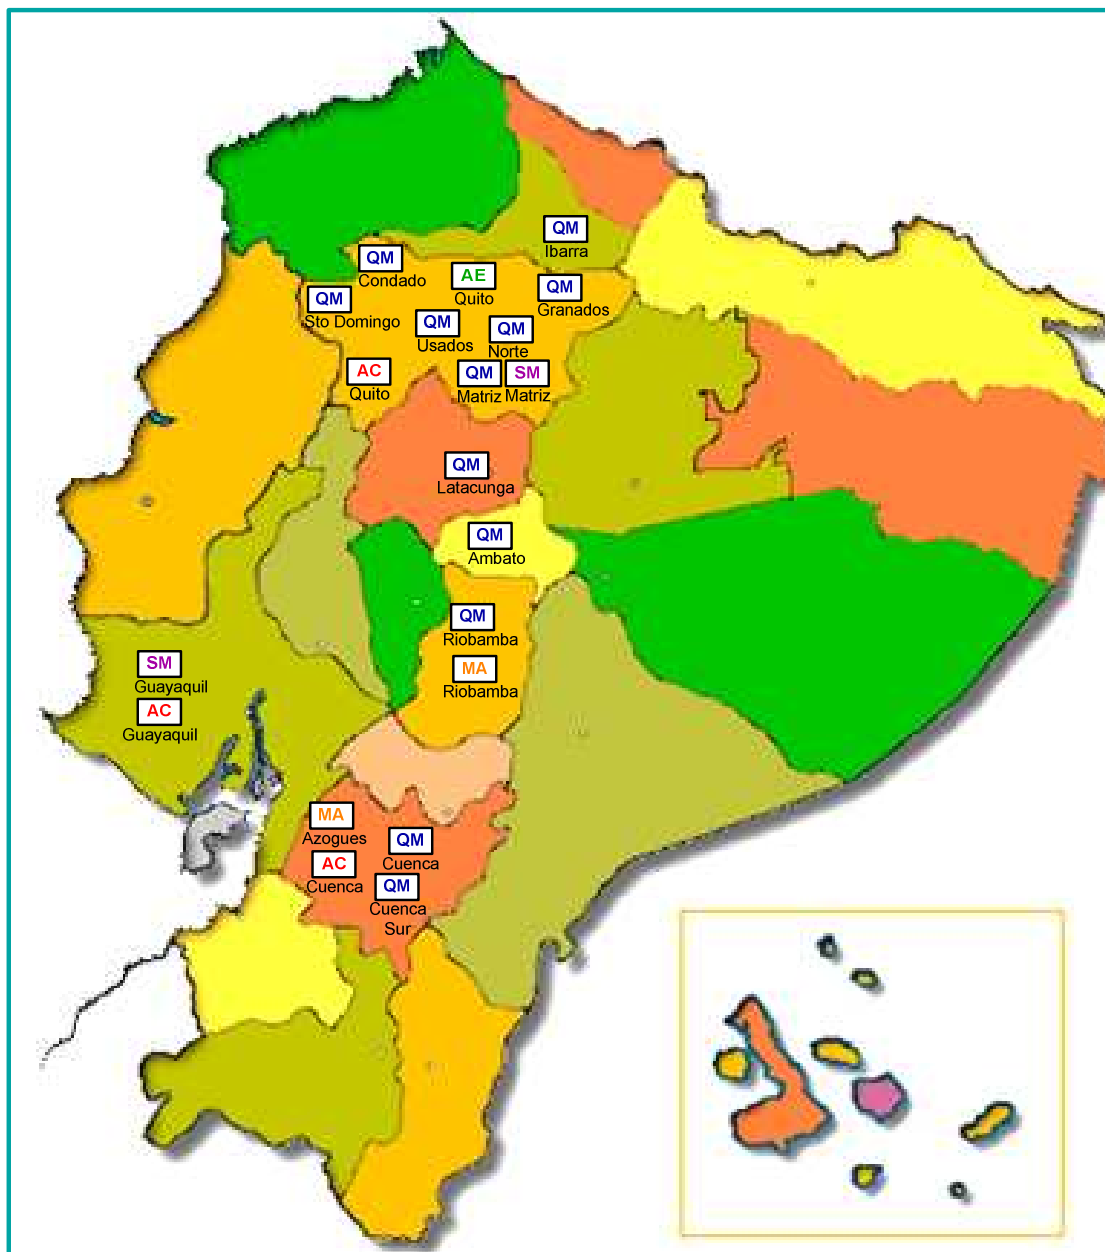 QM
Ibarra
QM
Condado
AE
Quito
QM
Granados
QM
Sto Domingo
QM
Usados
QM
Norte
AC
Quito
QM
Matriz
SM
Matriz
QM
Latacunga
QM
Ambato
QM
Riobamba
MA
Riobamba
SM
Guayaquil
AC
Guayaquil
MA
Azogues
QM
Cuenca
AC
Cuenca
QM
Cuenca
Sur